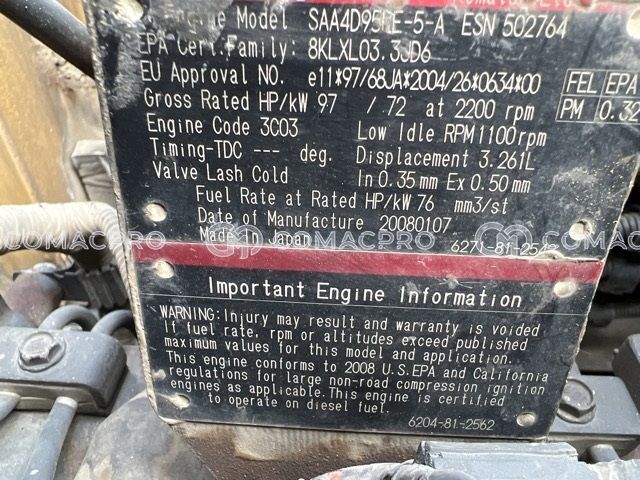 Engine Model SAA4D95LE-5-A ESN 502764
EPA Cert.Family: 8KLXL03.3JD6
EU Approval NO. e11*97/68JA*2004/26*0634*00
FEL EPA
Gross Rated HP/kW 97 / 72 at 2200 rpm
PM 0.32
Engine Code 3C03 Low Idle RPM 1100 rpm
Timing-TDC --- deg. Displacement 3.261L
Valve Lash Cold In 0.35 mm Ex 0.50 mm
Fuel Rate at Rated HP/kW 76 mm3/st
Date of Manufacture 20080107
Made in Japan 6271-81-2562
COMACPRO COMACPRO COMACPRO
Important Engine Information
WARNING: Injury may result and warranty is voided
If fuel rate, rpm or altitudes exceed published
maximum values for this model and application.
This engine conforms to 2008 U.S.EPA and California
regulations for large non-road compression ignition
engines as applicable. This engine is certified
to operate on diesel fuel.
6204-81-2562